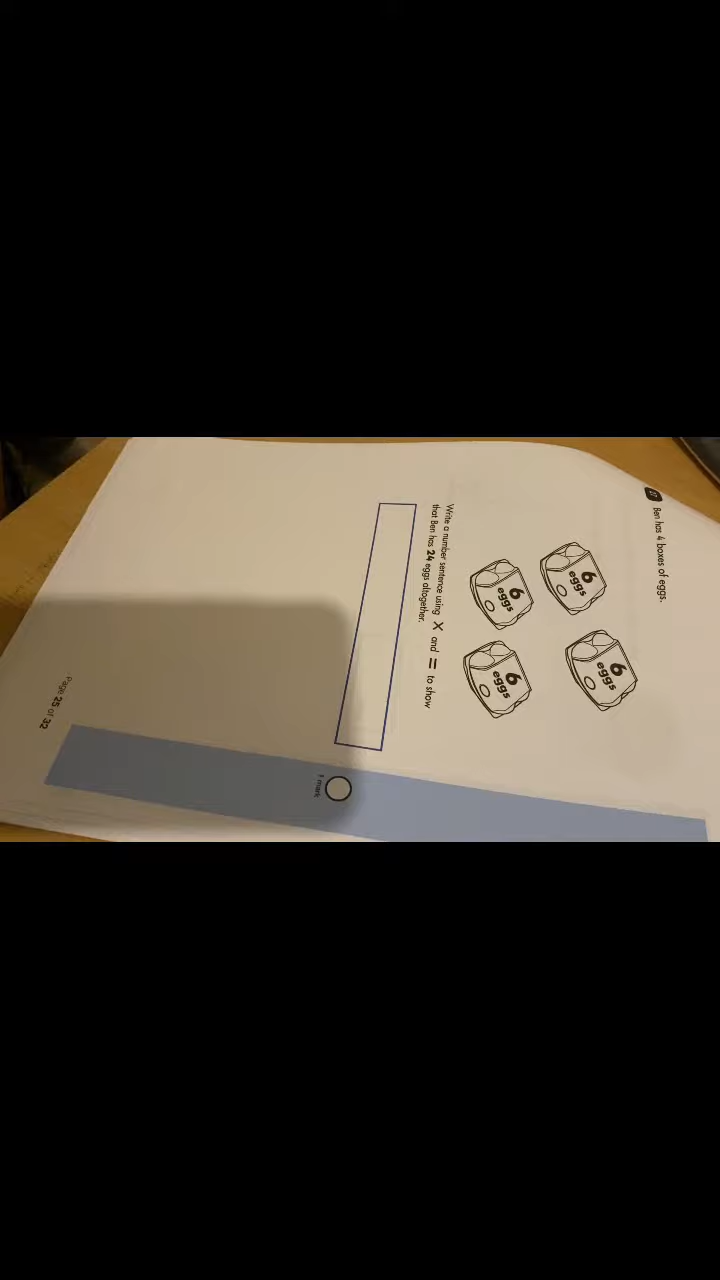 Ben has 4 boxes of eggs.
6 eggs
6 eggs
6 eggs
6 eggs
Write a number sentence using × and = to show
that Ben has 24 eggs altogether.
1 mark
Page 25 of 32